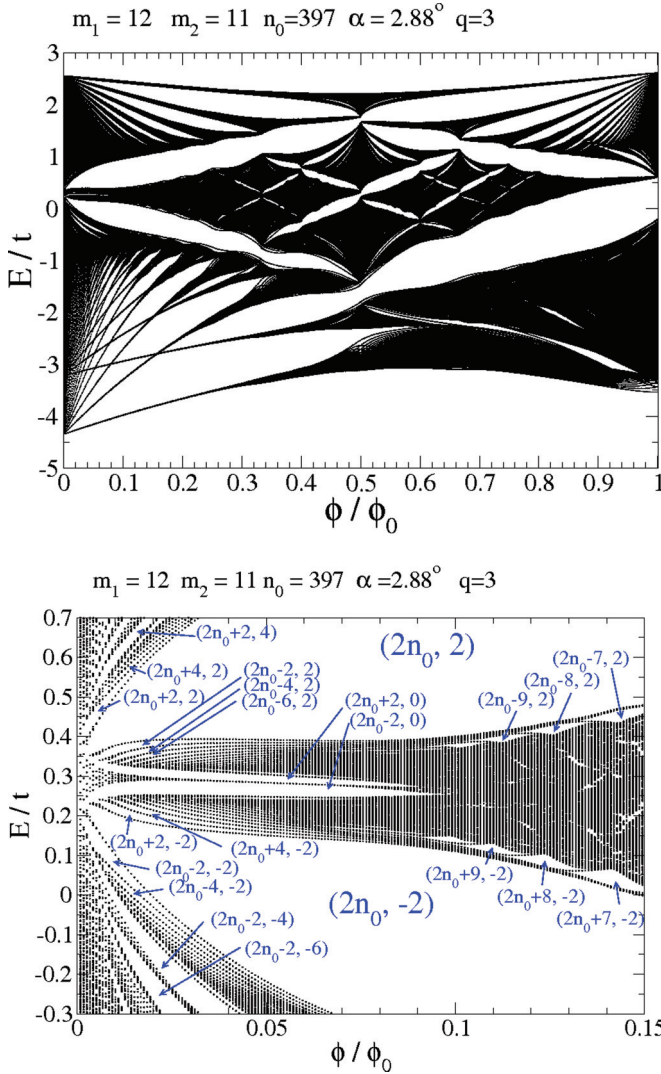 m1 = 12 m2 = 11 n0=397 α = 2.88° q=3
3
2
1
0
-1
-2
-3
-4
-5
E / t
0 0.1 0.2 0.3 0.4 0.5 0.6 0.7 0.8 0.9 1
ϕ / ϕ0
m1 = 12 m2 = 11 n0 = 397 α =2.88° q=3
0.7
0.6
0.5
0.4
0.3
0.2
0.1
0
-0.1
-0.2
-0.3
E / t
(2n0+2, 4)
(2n0+4, 2)
(2n0+2, 2)
(2n0-2, 2)
(2n0-4, 2)
(2n0-6, 2)
(2n0, 2)
(2n0+2, 0)
(2n0-2, 0)
(2n0-9, 2)
(2n0-8, 2)
(2n0-7, 2)
(2n0+2, -2)
(2n0+4, -2)
(2n0-2, -2)
(2n0-4, -2)
(2n0-2, -4)
(2n0-2, -6)
(2n0, -2)
(2n0+9, -2)
(2n0+8, -2)
(2n0+7, -2)
0 0.05 0.1 0.15
ϕ / ϕ0